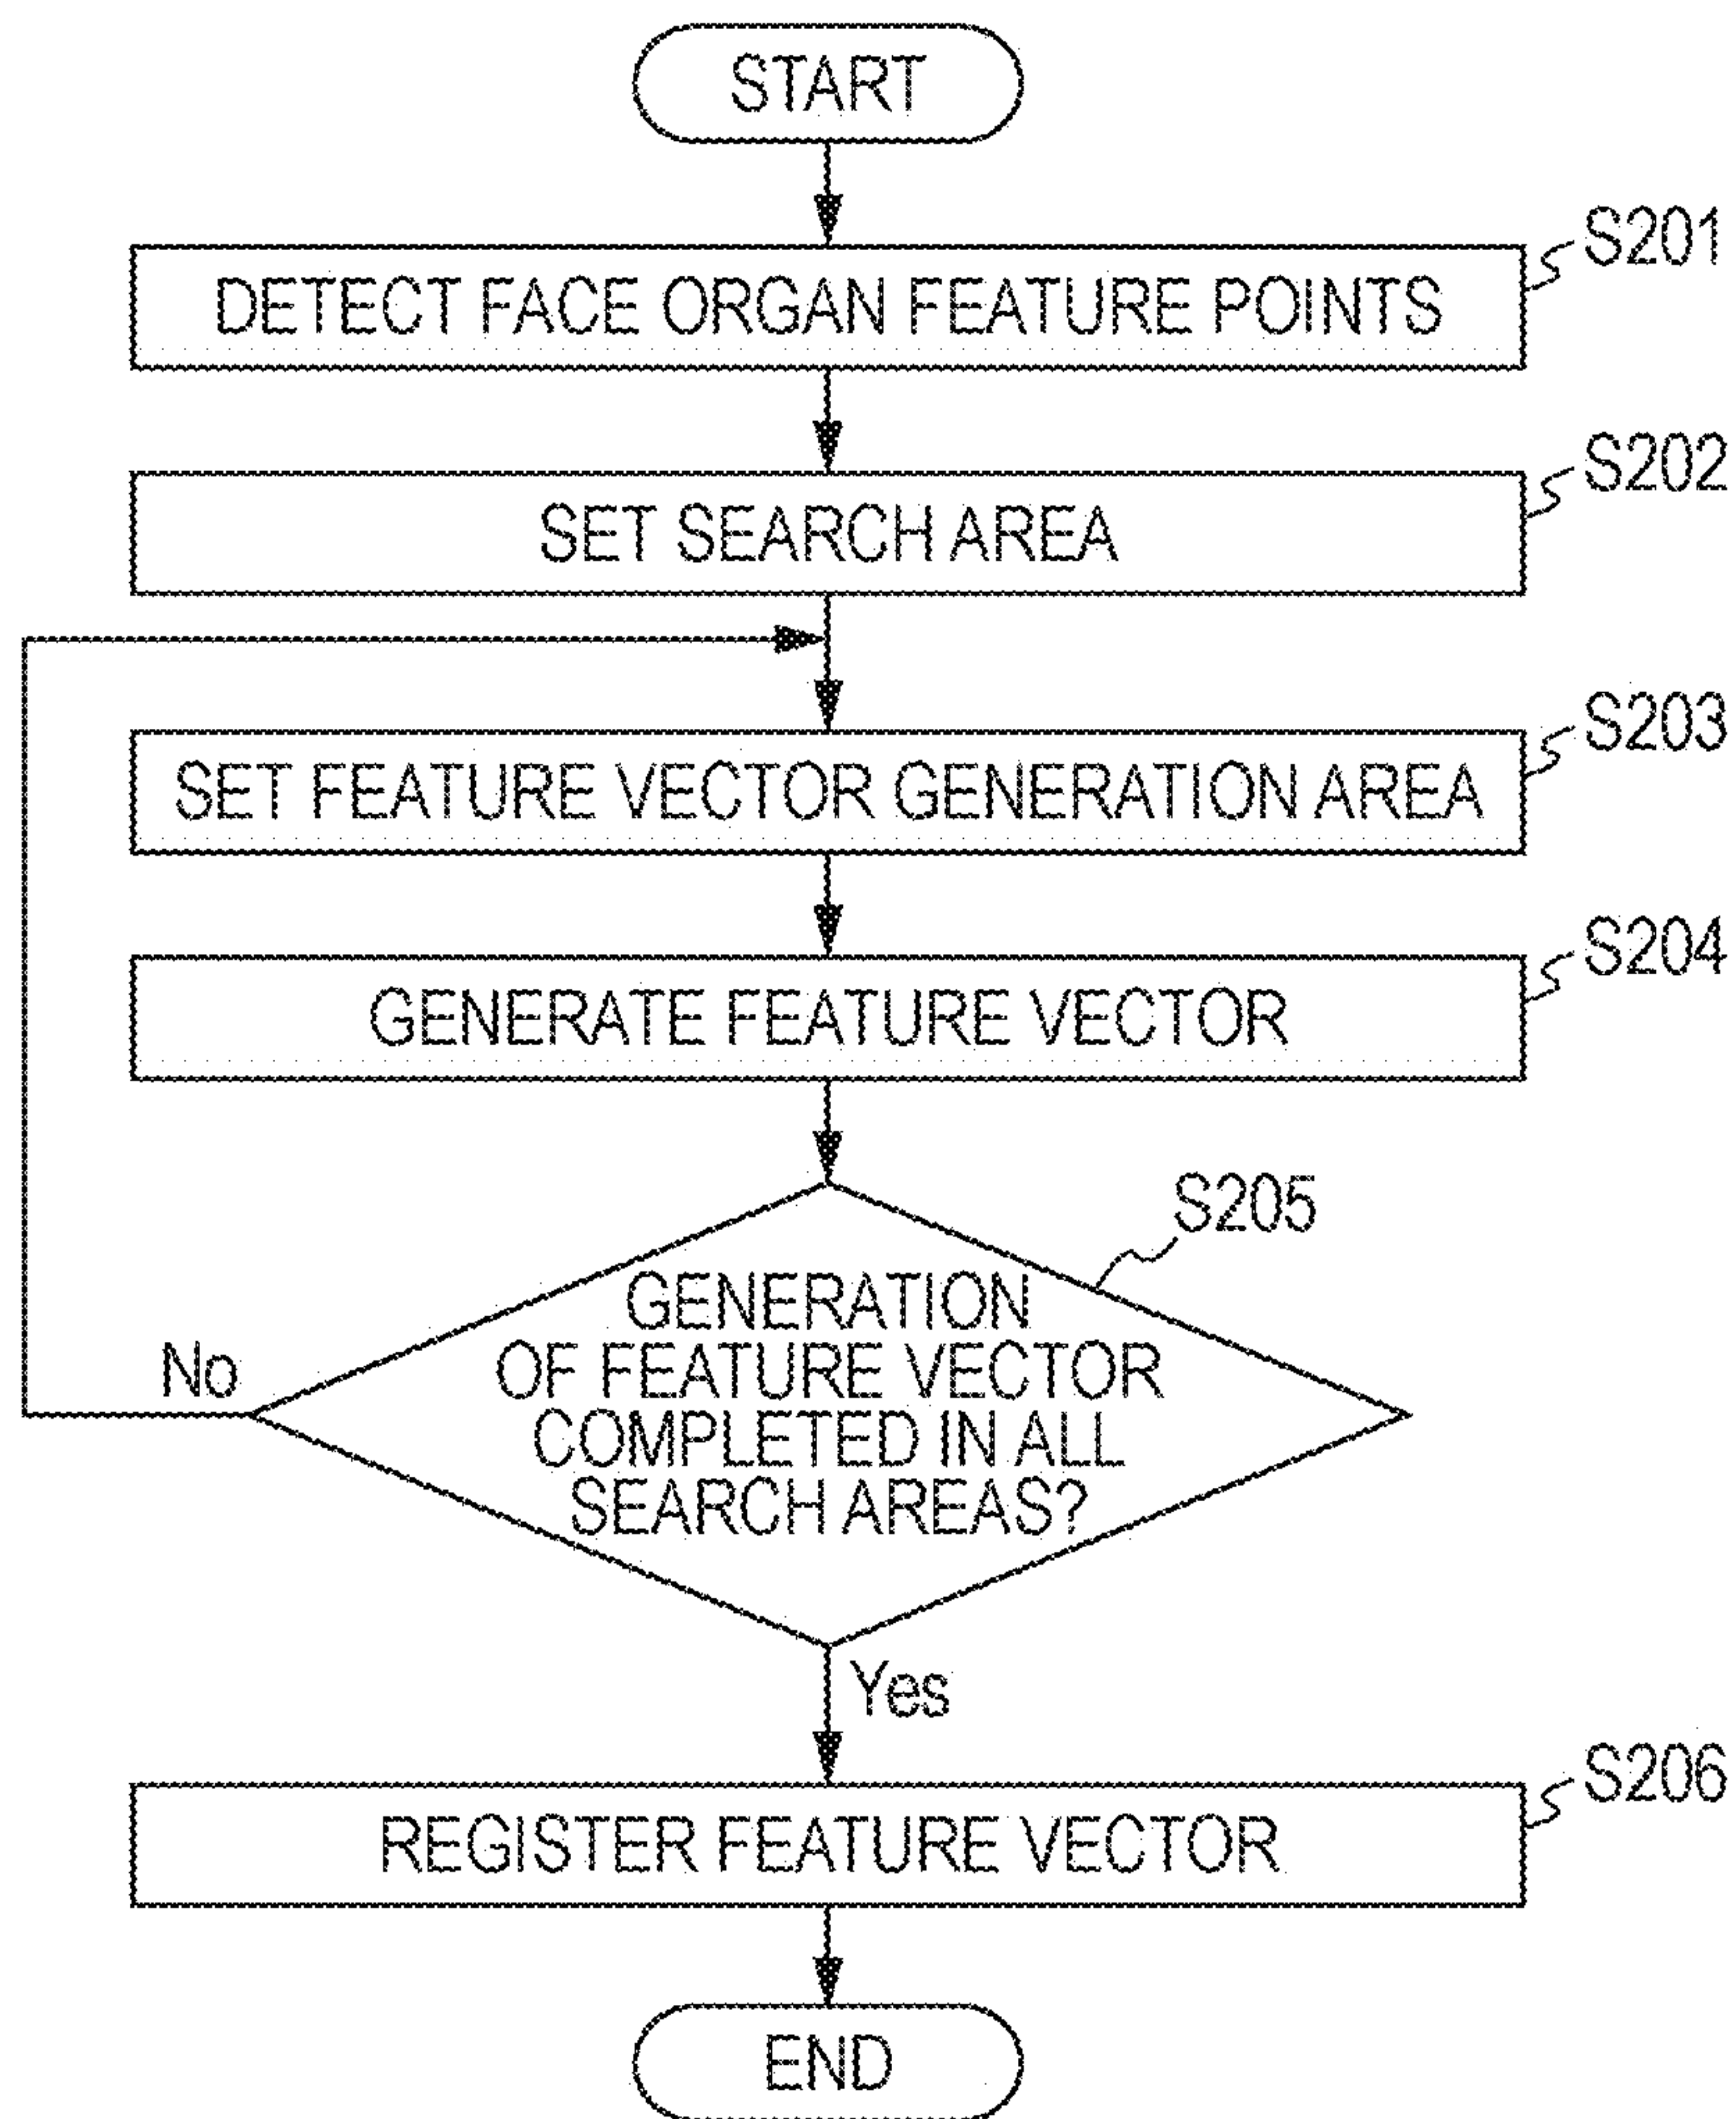 START
S201
DETECT FACE ORGAN FEATURE POINTS
S202
SET SEARCH AREA
S203
SET FEATURE VECTOR GENERATION AREA
S204
GENERATE FEATURE VECTOR
S205
GENERATION
OF FEATURE VECTOR
COMPLETED IN ALL
SEARCH AREAS?
No
Yes
S206
REGISTER FEATURE VECTOR
END